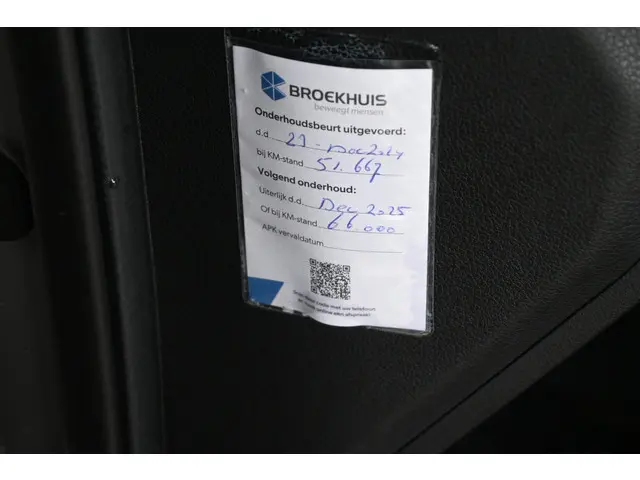 BROEKHUIS
beweegt mensen
Onderhoudsbeurt uitgevoerd:
d.d.
bij KM-stand 51.667
Volgend onderhoud:
Uiterlijk d.d. Dec 2025
Of bij KM-stand 66.000
APK-vervaldatum